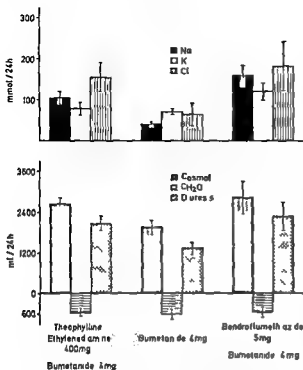 mmol/24h
300
200
100
Na
K
Cl
ml/24h
3600
2400
1200
0
600
Cosmol
CH2O
Diuresis
Theophylline
Ethylenediamine
400mg
Bumetanide 4mg
Bumetanide 4mg
Bendroflumethiazide
5mg
Bumetanide 4mg